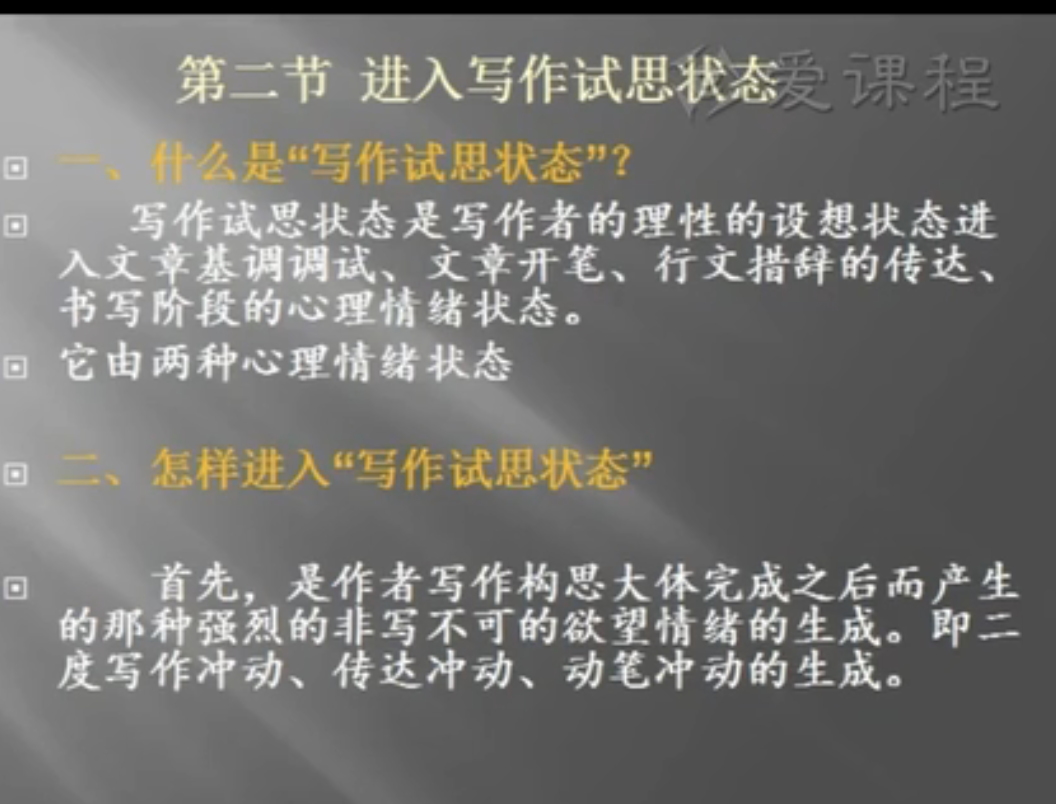 第二节 进入写作试思状态
爱课程
一、什么是“写作试思状态”?
写作试思状态是写作者的理性的设想状态进
入文章基调调试、文章开笔、行文措辞的传达、
书写阶段的心理情绪状态。
它由两种心理情绪状态
二、怎样进入“写作试思状态”
首先，是作者写作构思大体完成之后而产生
的那种强烈的非写不可的欲望情绪的生成。即二
度写作冲动、传达冲动、动笔冲动的生成。